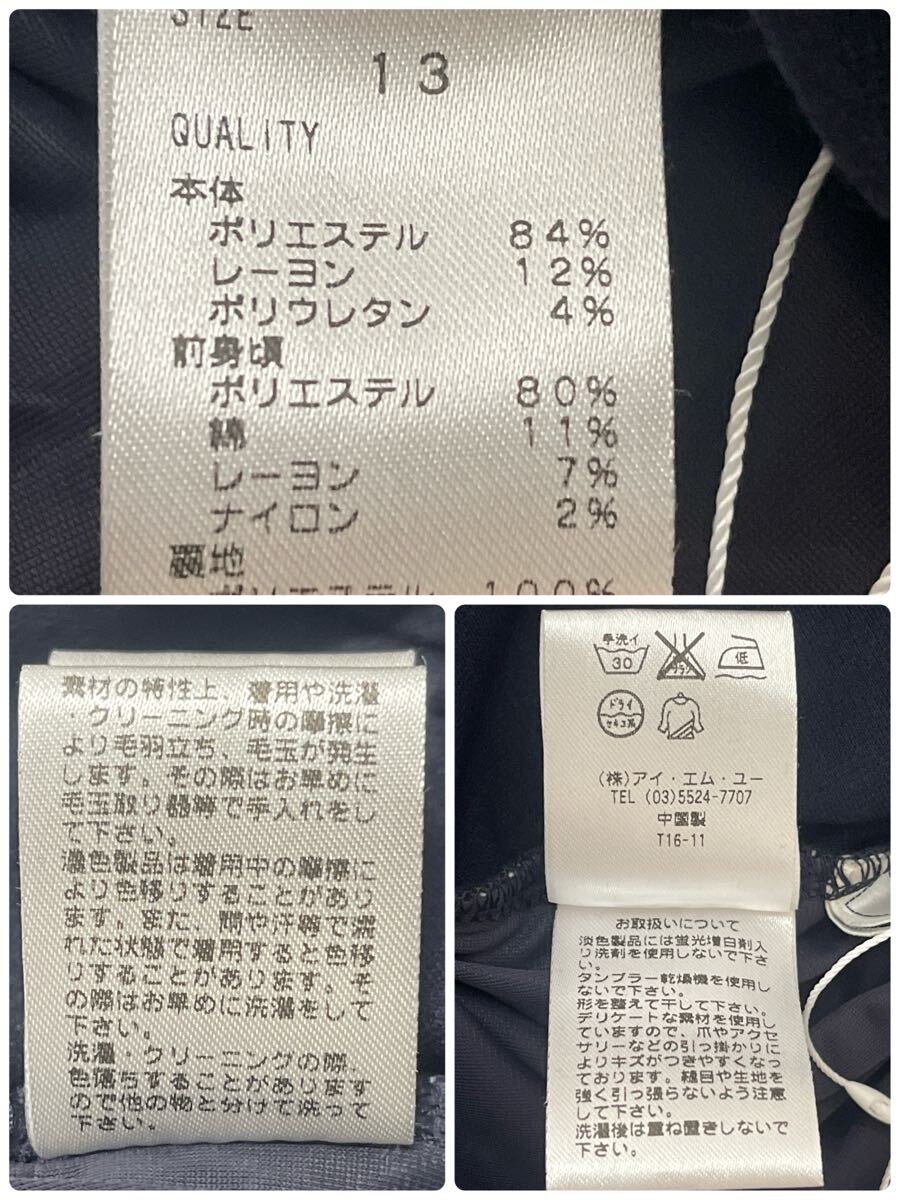 SIZE
13
QUALITY
本体
ポリエステル 84%
レーヨン 12%
ポリウレタン 4%
前身頃
ポリエステル 80%
綿 11%
レーヨン 7%
ナイロン 2%
裏地
ポリエステル 100%
素材の特性上、着用や洗濯
・クリーニング時の摩擦に
より毛羽立ち、毛玉が発生
します。その際はお早めに
毛玉取り器等で手入れをし
て下さい。
濃色製品は着用中の摩擦に
より色移りすることがあり
ます。また、雨や汗等で濡
れた状態で着用すると色移
りすることがあります、そ
の際はお早めに洗濯をして
下さい。
洗濯・クリーニングの際、
色落ちすることがあります
ので他の物と分けて洗って
下さい。
手洗イ
30
低
ドライ
セキユ系
(株)アイ・エム・ユー
TEL (03)5524-7707
中国製
T16-11
お取扱いについて
淡色製品には蛍光増白剤入
り洗剤を使用しないで下さ
い。
タンブラー乾燥機を使用し
ないで下さい。
形を整えて干して下さい。
デリケートな素材を使用し
ていますので、爪やアクセ
サリーなどの引っ掛かりに
よりキズがつきやすくなっ
ております。縫目や生地を
強く引っ張らないよう注意
して下さい。
洗濯後は重ね置きしないで
下さい。